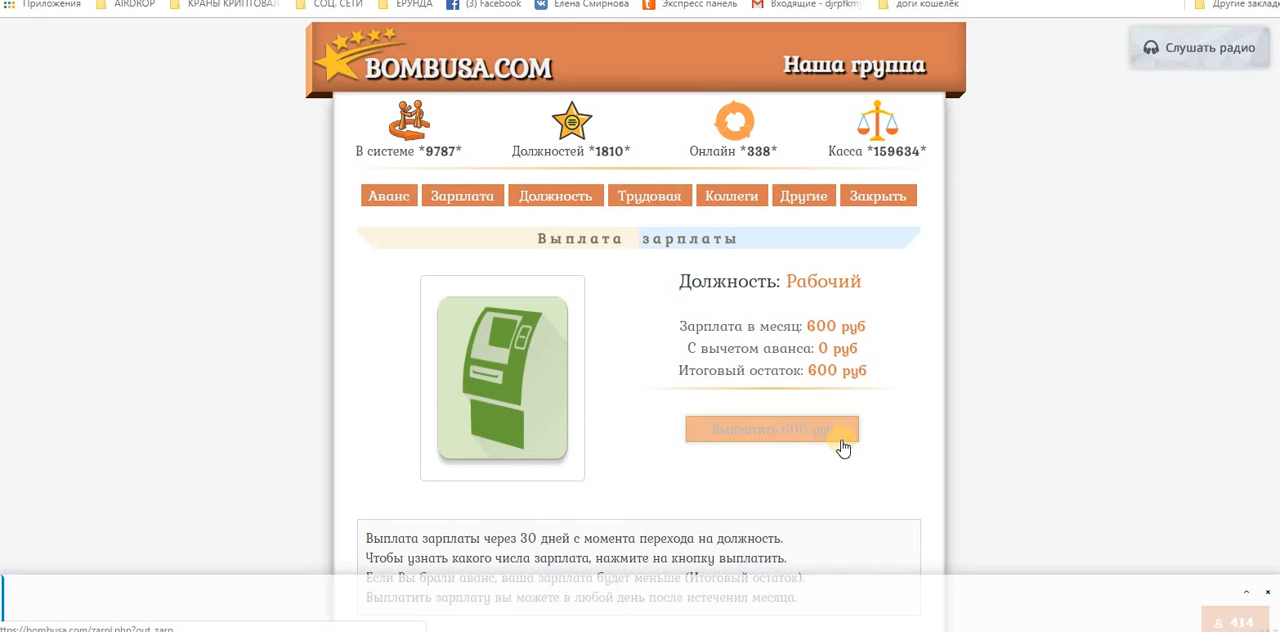 Приложения AIRDROP КРАНЫ КРИПТОВАЛ СОЦ. СЕТИ ЕРУНДА (3) Facebook Елена Смирнова Экспресс панель Входящие - djrpfkmy доги кошелёк Другие заклад
BOMBUSA.COM
Наша группа
Слушать радио
В системе *9787* Должностей *1810* Онлайн *338* Касса *159634*
Аванс Зарплата Должность Трудовая Коллеги Другие Закрыть
Выплата зарплаты
Должность: Рабочий
Зарплата в месяц: 600 руб
С вычетом аванса: 0 руб
Итоговый остаток: 600 руб
Выплатить 600 руб
Выплата зарплаты через 30 дней с момента перехода на должность.
Чтобы узнать какого числа зарплата, нажмите на кнопку выплатить.
Если Вы брали аванс, ваша зарплата будет меньше (Итоговый остаток).
Выплатить зарплату вы можете в любой день после истечения месяца.
414
ttps://bombusa.com/zarpl.php?out_zarp